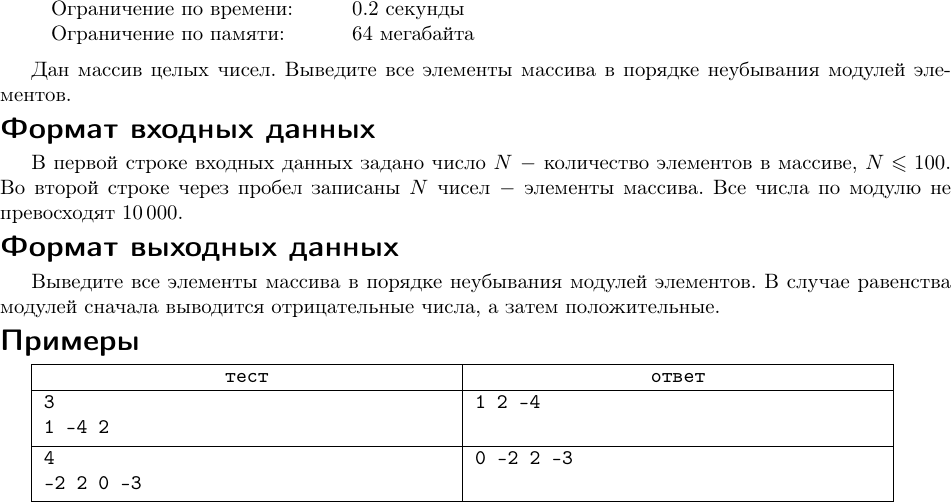 Ограничение по времени: 0.2 секунды
Ограничение по памяти: 64 мегабайта
Дан массив целых чисел. Выведите все элементы массива в порядке неубывания модулей эле-
ментов.
Формат входных данных
В первой строке входных данных задано число N − количество элементов в массиве, N ⩽ 100.
Во второй строке через пробел записаны N чисел − элементы массива. Все числа по модулю не
превосходят 10 000.
Формат выходных данных
Выведите все элементы массива в порядке неубывания модулей элементов. В случае равенства
модулей сначала выводится отрицательные числа, а затем положительные.
Примеры
тест ответ
3 1 2 -4
1 -4 2
4 0 -2 2 -3
-2 2 0 -3